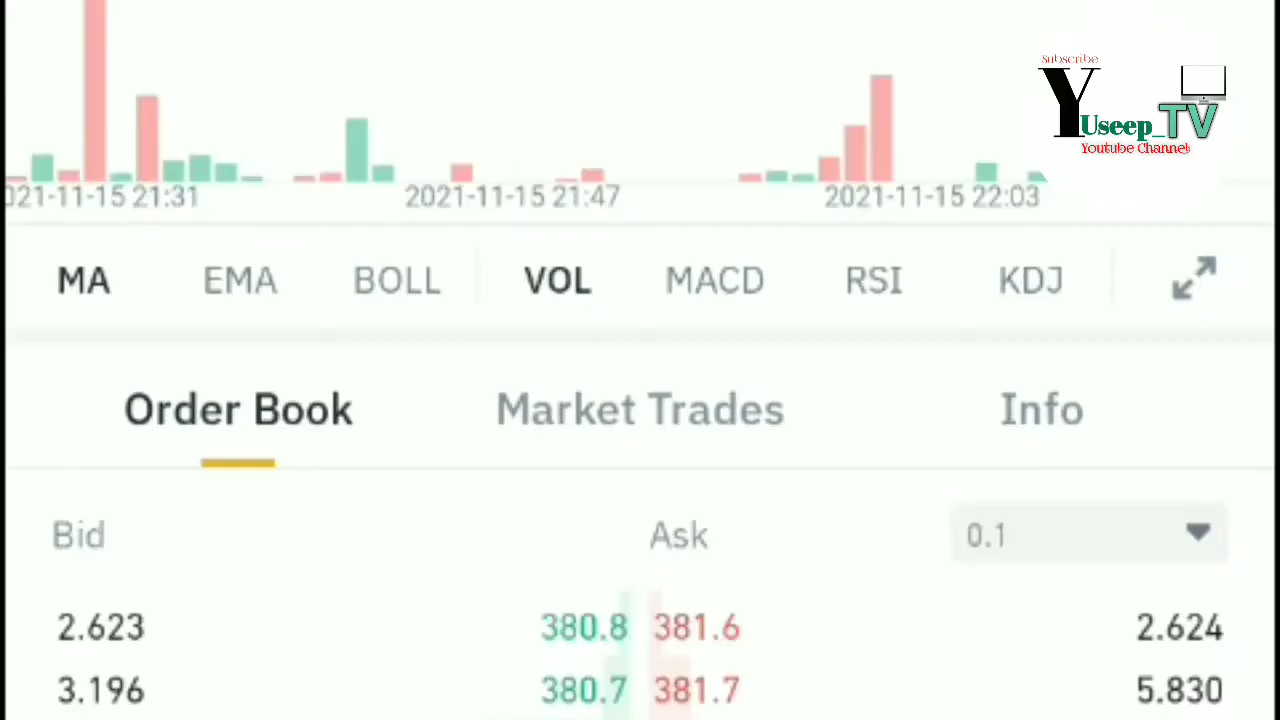 Subscribe
YUseep_TV
Youtube Channel
021-11-15 21:31 2021-11-15 21:47 2021-11-15 22:03
MA EMA BOLL VOL MACD RSI KDJ
Order Book Market Trades Info
Bid Ask 0.1
2.623 380.8 381.6 2.624
3.196 380.7 381.7 5.830